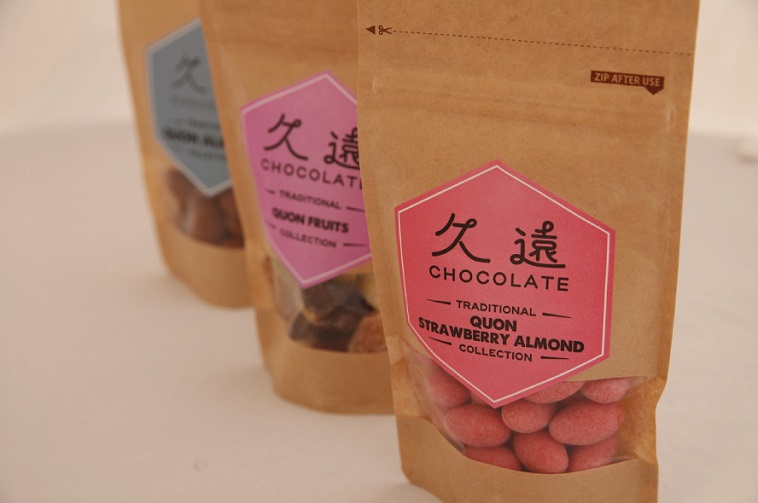 ZIP AFTER USE
久遠
CHOCOLATE
TRADITIONAL
QUON
STRAWBERRY ALMOND
COLLECTION
久遠
CHOCOLATE
TRADITIONAL
QUON FRUITS
COLLECTION
久
QUON